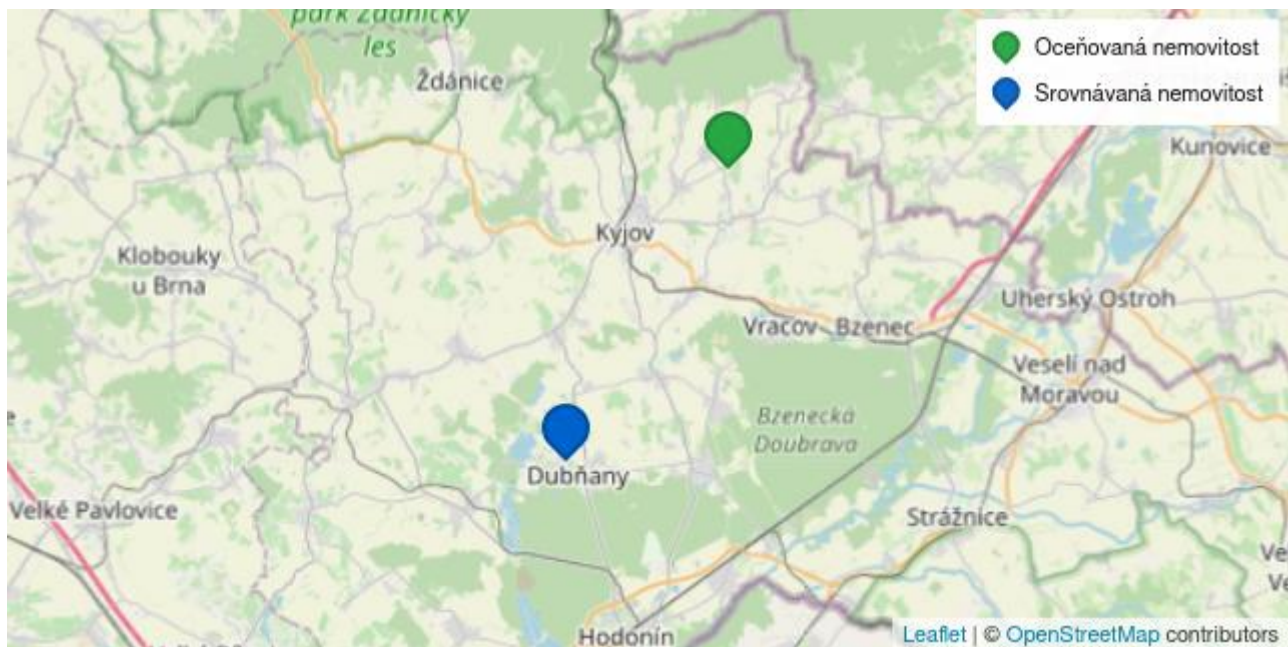 park Ždánický
les
Ždánice
Oceňovaná nemovitost
Srovnávaná nemovitost
Kunovice
Kyjov
Klobouky
u Brna
Uherský Ostroh
Vracov
Bzenec
Veselí nad
Moravou
Bzenecká
Doubrava
Dubňany
Velké Pavlovice
Strážnice
Hodonín
Leaflet | © OpenStreetMap contributors